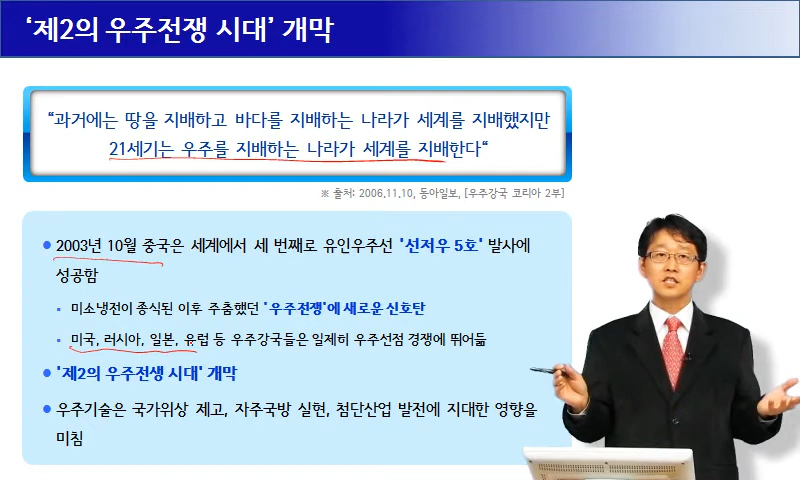 ‘제2의 우주전쟁 시대’ 개막
“과거에는 땅을 지배하고 바다를 지배하는 나라가 세계를 지배했지만
21세기는 우주를 지배하는 나라가 세계를 지배한다“
※ 출처: 2006.11.10, 동아일보, [우주강국 코리아 2부]
● 2003년 10월 중국은 세계에서 세 번째로 유인우주선 '선저우 5호' 발사에
성공함
▪ 미소냉전이 종식된 이후 주춤했던 '우주전쟁'에 새로운 신호탄
▪ 미국, 러시아, 일본, 유럽 등 우주강국들은 일제히 우주선점 경쟁에 뛰어듦
● '제2의 우주전생 시대' 개막
● 우주기술은 국가위상 제고, 자주국방 실현, 첨단산업 발전에 지대한 영향을
미침